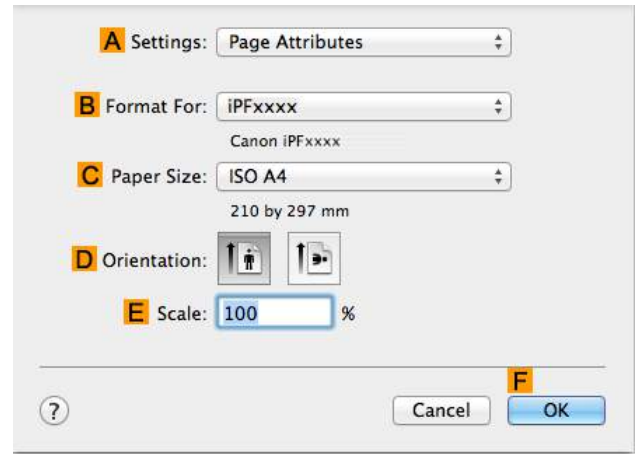 A Settings: Page Attributes
B Format For: iPFxxxx
Canon iPFxxxx
C Paper Size: ISO A4
210 by 297 mm
D Orientation:
E Scale: 100 %
F
? Cancel OK